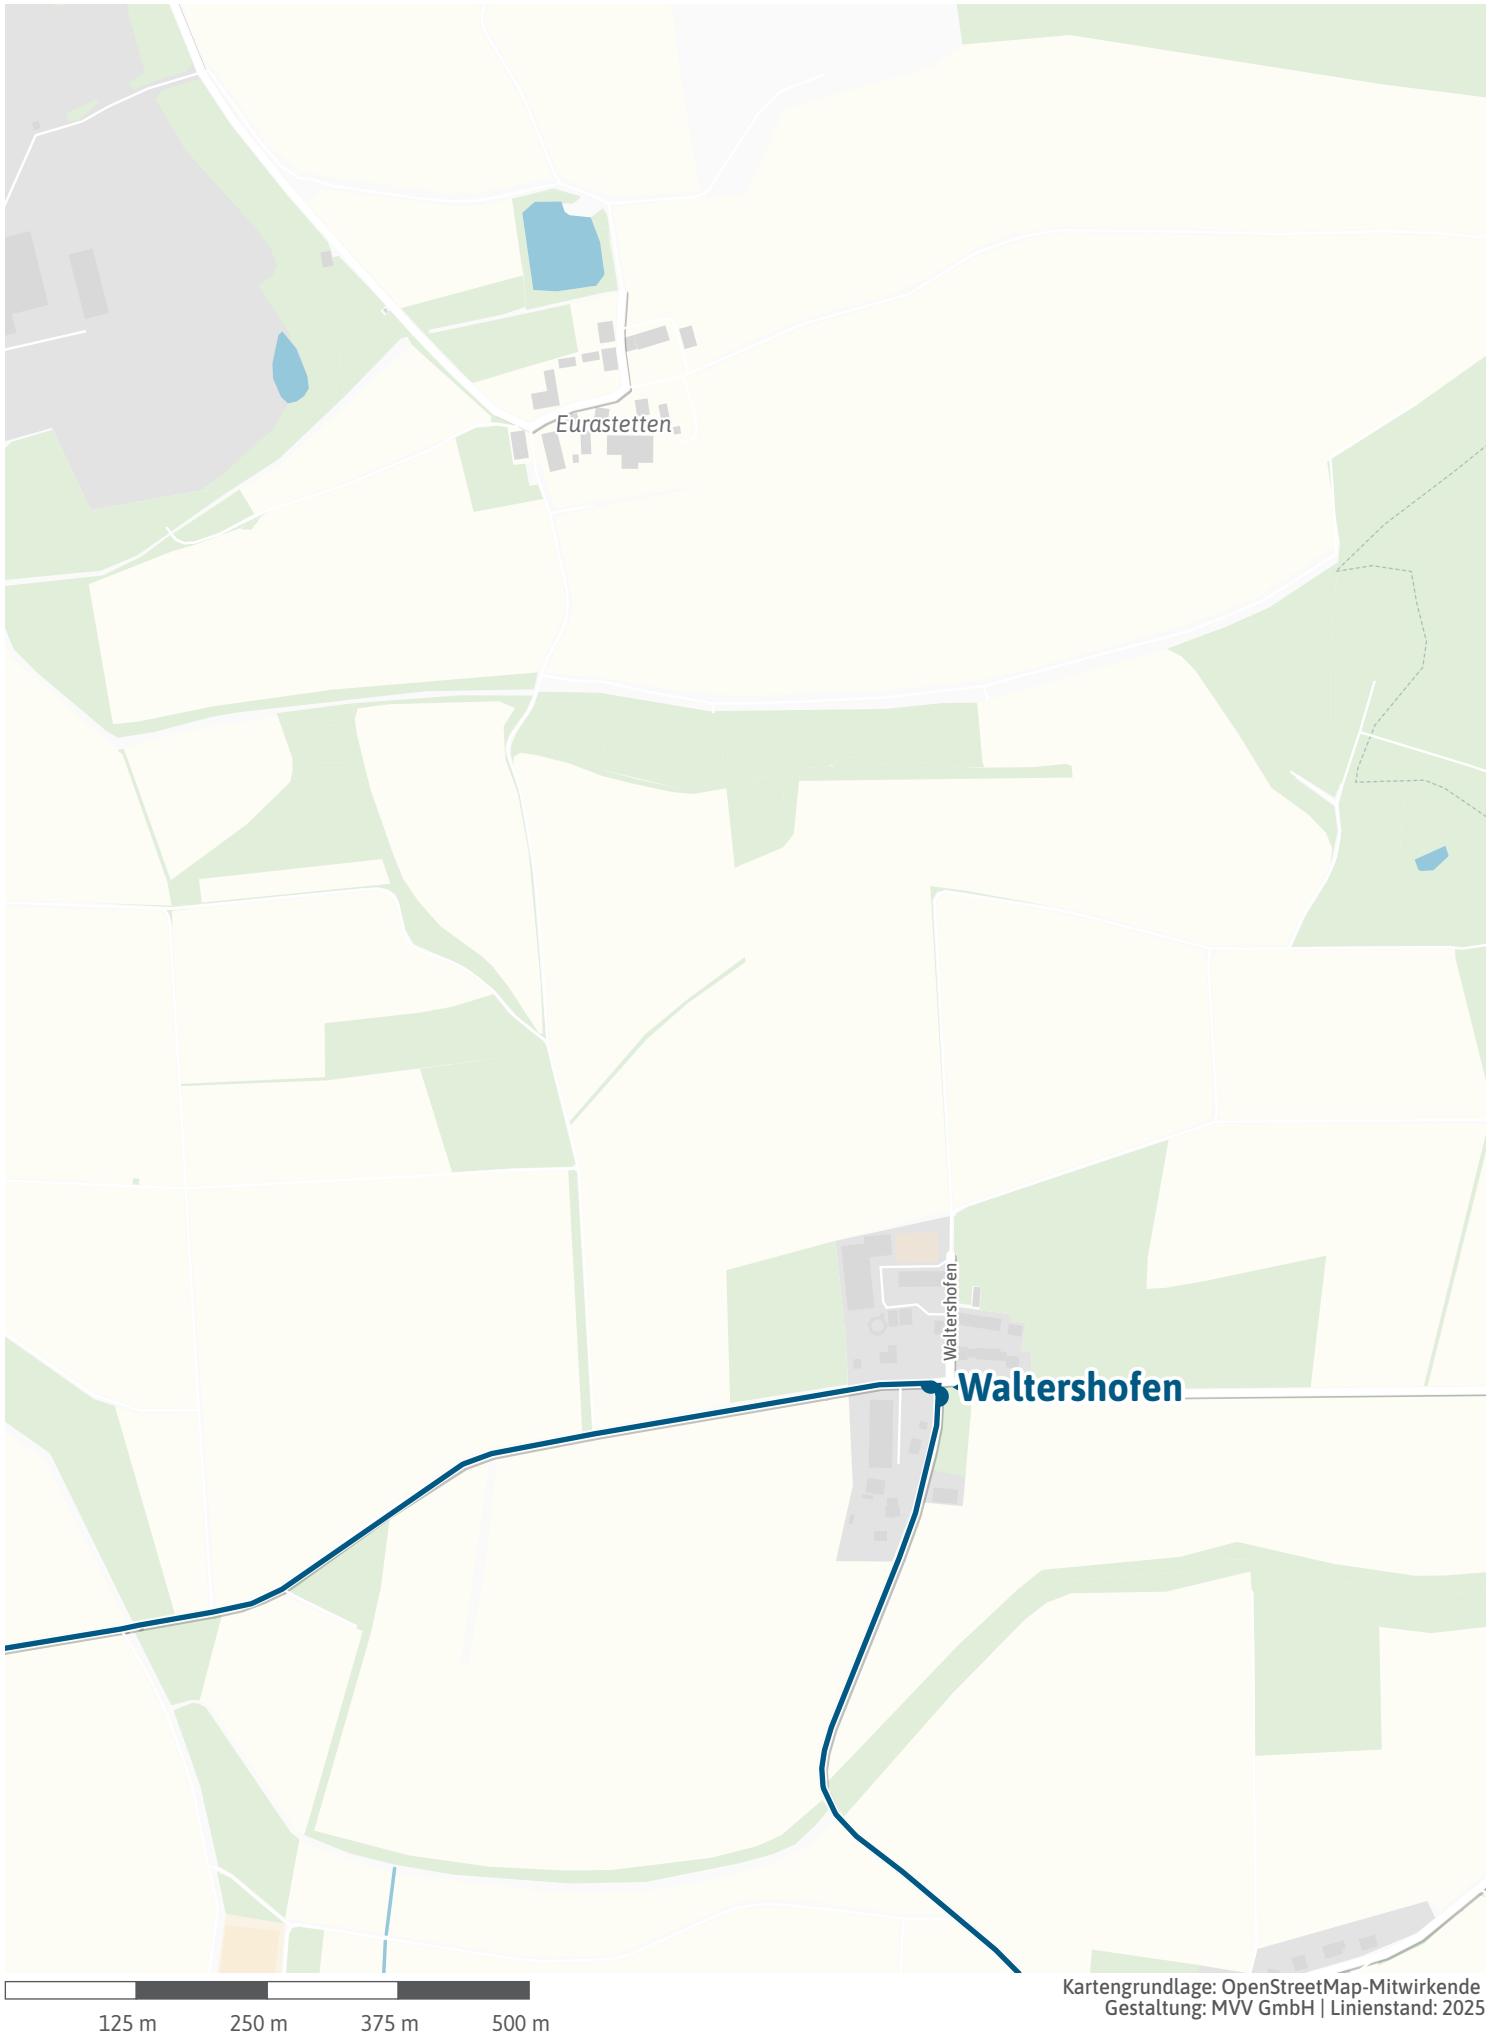 Eurastetten
Waltershofen
Waltershofen
Kartengrundlage: OpenStreetMap-Mitwirkende
Gestaltung: MVV GmbH | Linienstand: 2025
125 m 250 m 375 m 500 m